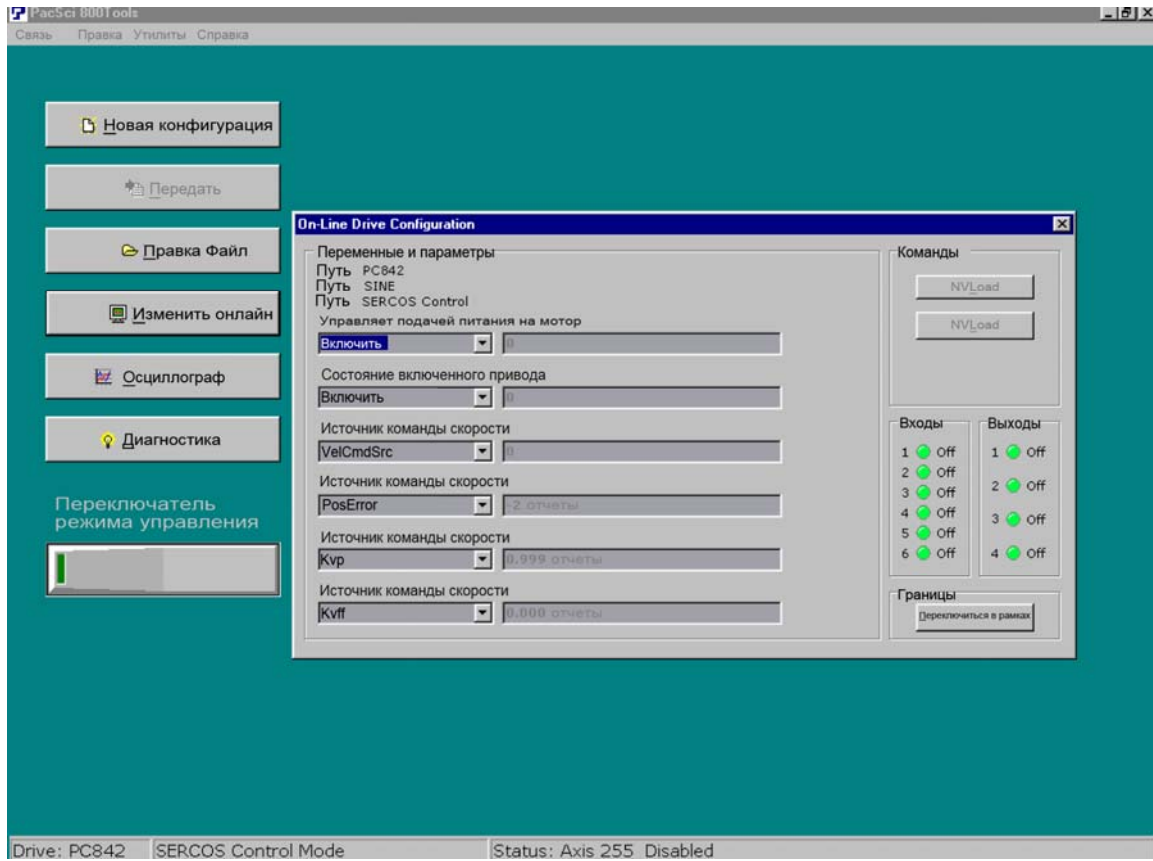 PacSci 800Tools
Связь Правка Утилиты Справка
Новая конфигурация
Передать
Правка Файл
Изменить онлайн
Осциллограф
Диагностика
Переключатель
режима управления
On-Line Drive Configuration
Переменные и параметры
Путь PC842
Путь SINE
Путь SERCOS Control
Управляет подачей питания на мотор
Включить 0
Состояние включенного привода
Включить 0
Источник команды скорости
VelCmdSrc 0
Источник команды скорости
PosError -2 отчеты
Источник команды скорости
Kvp 0.999 отчеты
Источник команды скорости
Kvff 0.000 отчеты
Команды
NVLoad
NVLoad
Входы
1 Off
2 Off
3 Off
4 Off
5 Off
6 Off
Выходы
1 Off
2 Off
3 Off
4 Off
Границы
Переключиться в рамках
Drive: PC842 SERCOS Control Mode Status: Axis 255 Disabled